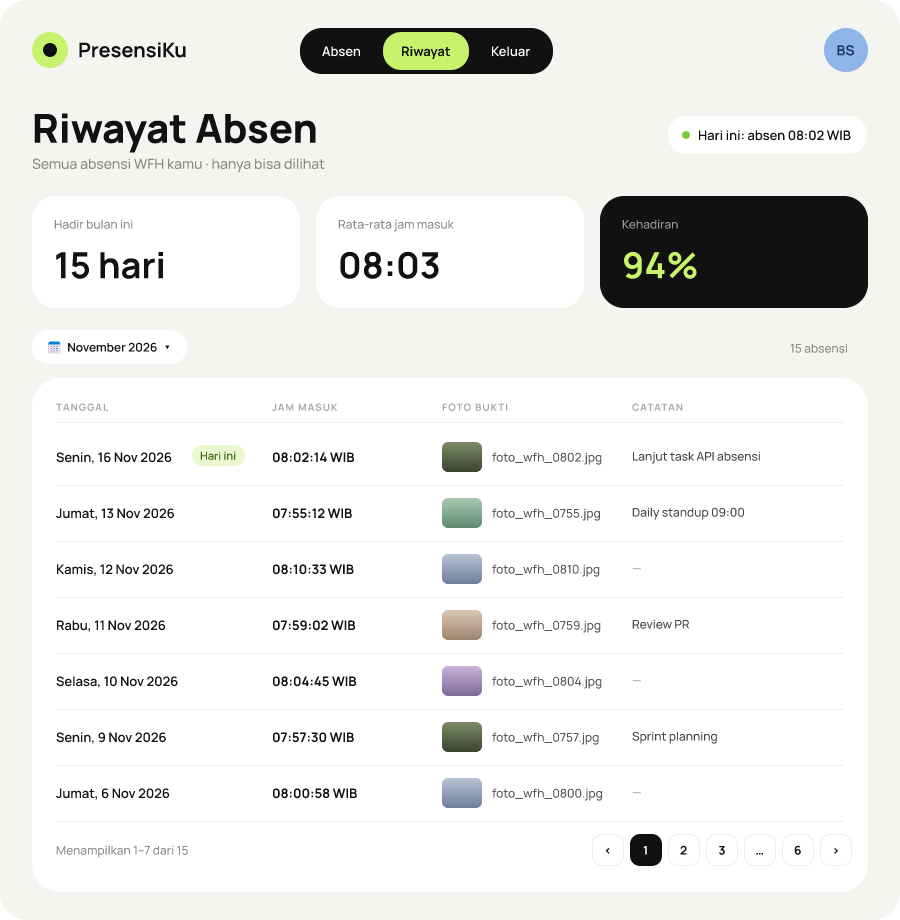 PresensiKu
Absen
Riwayat
Keluar
BS
Riwayat Absen
Semua absensi WFH kamu · hanya bisa dilihat
Hari ini: absen 08:02 WIB
Hadir bulan ini
15 hari
Rata-rata jam masuk
08:03
Kehadiran
94%
November 2026 ▾
15 absensi
TANGGAL JAM MASUK FOTO BUKTI CATATAN
Senin, 16 Nov 2026 Hari ini 08:02:14 WIB foto_wfh_0802.jpg Lanjut task API absensi
Jumat, 13 Nov 2026 07:55:12 WIB foto_wfh_0755.jpg Daily standup 09:00
Kamis, 12 Nov 2026 08:10:33 WIB foto_wfh_0810.jpg —
Rabu, 11 Nov 2026 07:59:02 WIB foto_wfh_0759.jpg Review PR
Selasa, 10 Nov 2026 08:04:45 WIB foto_wfh_0804.jpg —
Senin, 9 Nov 2026 07:57:30 WIB foto_wfh_0757.jpg Sprint planning
Jumat, 6 Nov 2026 08:00:58 WIB foto_wfh_0800.jpg —
Menampilkan 1–7 dari 15 ‹ 1 2 3 … 6 ›